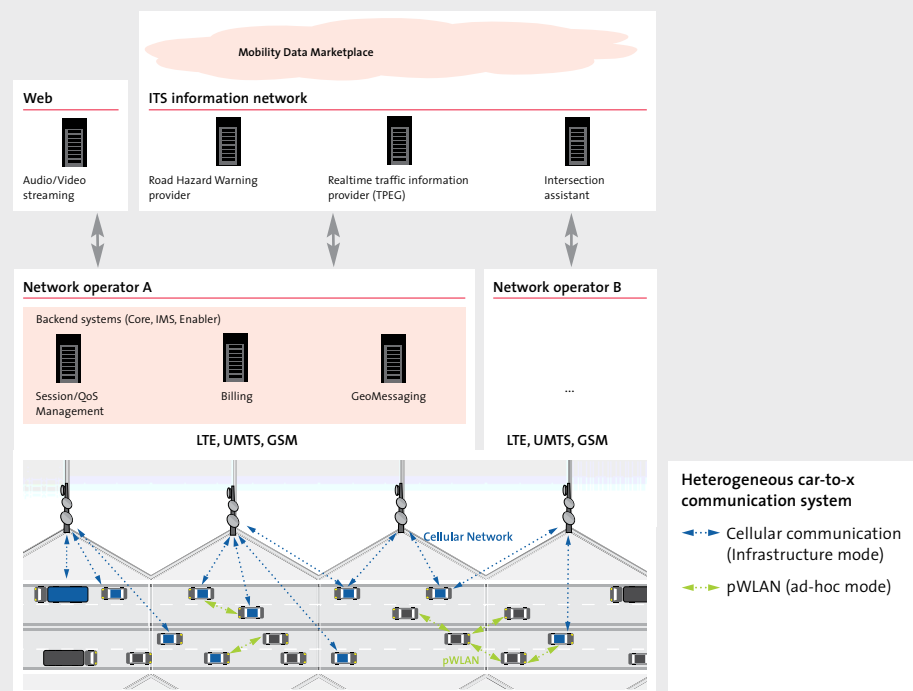 Mobility Data Marketplace
Web
ITS information network
Audio/Video
streaming
Road Hazard Warning
provider
Realtime traffic information
provider (TPEG)
Intersection
assistant
Network operator A
Network operator B
Backend systems (Core, IMS, Enabler)
Session/QoS
Management
Billing
GeoMessaging
...
LTE, UMTS, GSM
LTE, UMTS, GSM
Cellular Network
pWLAN
Heterogeneous car-to-x
communication system
Cellular communication
(Infrastructure mode)
pWLAN (ad-hoc mode)